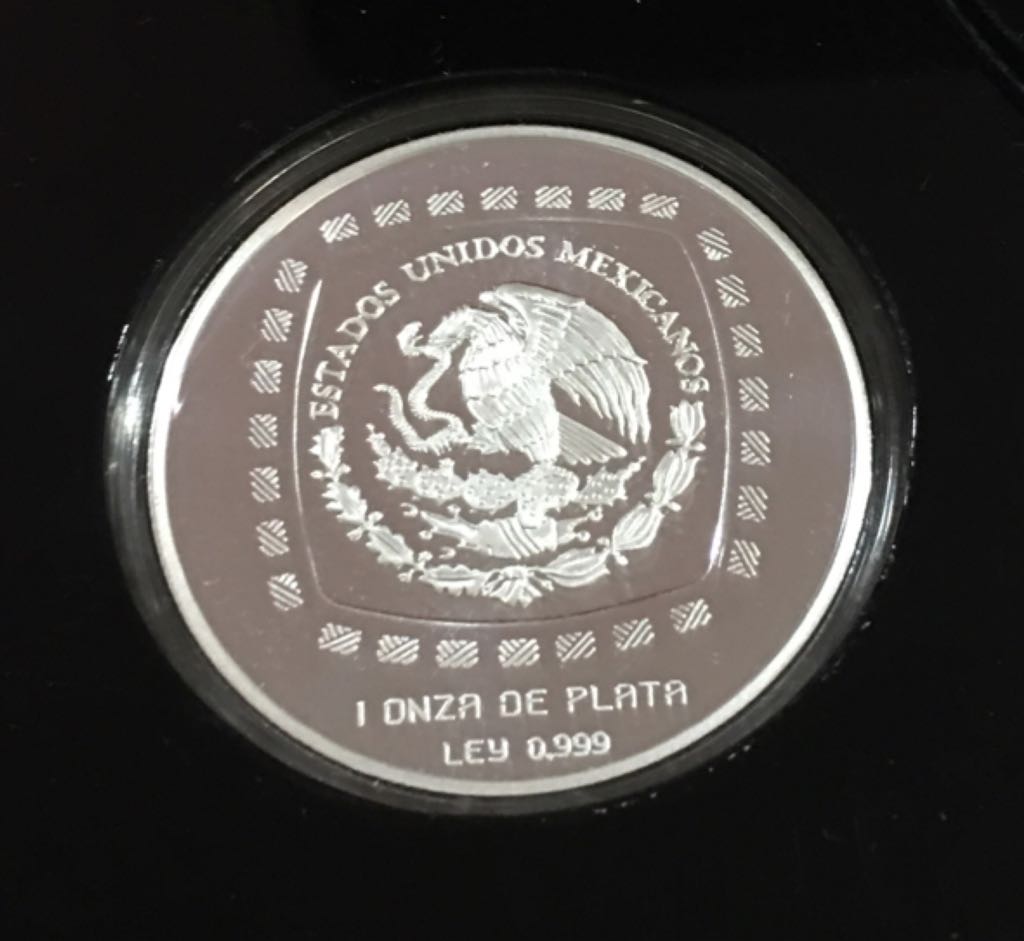 ESTADOS UNIDOS MEXICANOS
1 ONZA DE PLATA
LEY 0.999